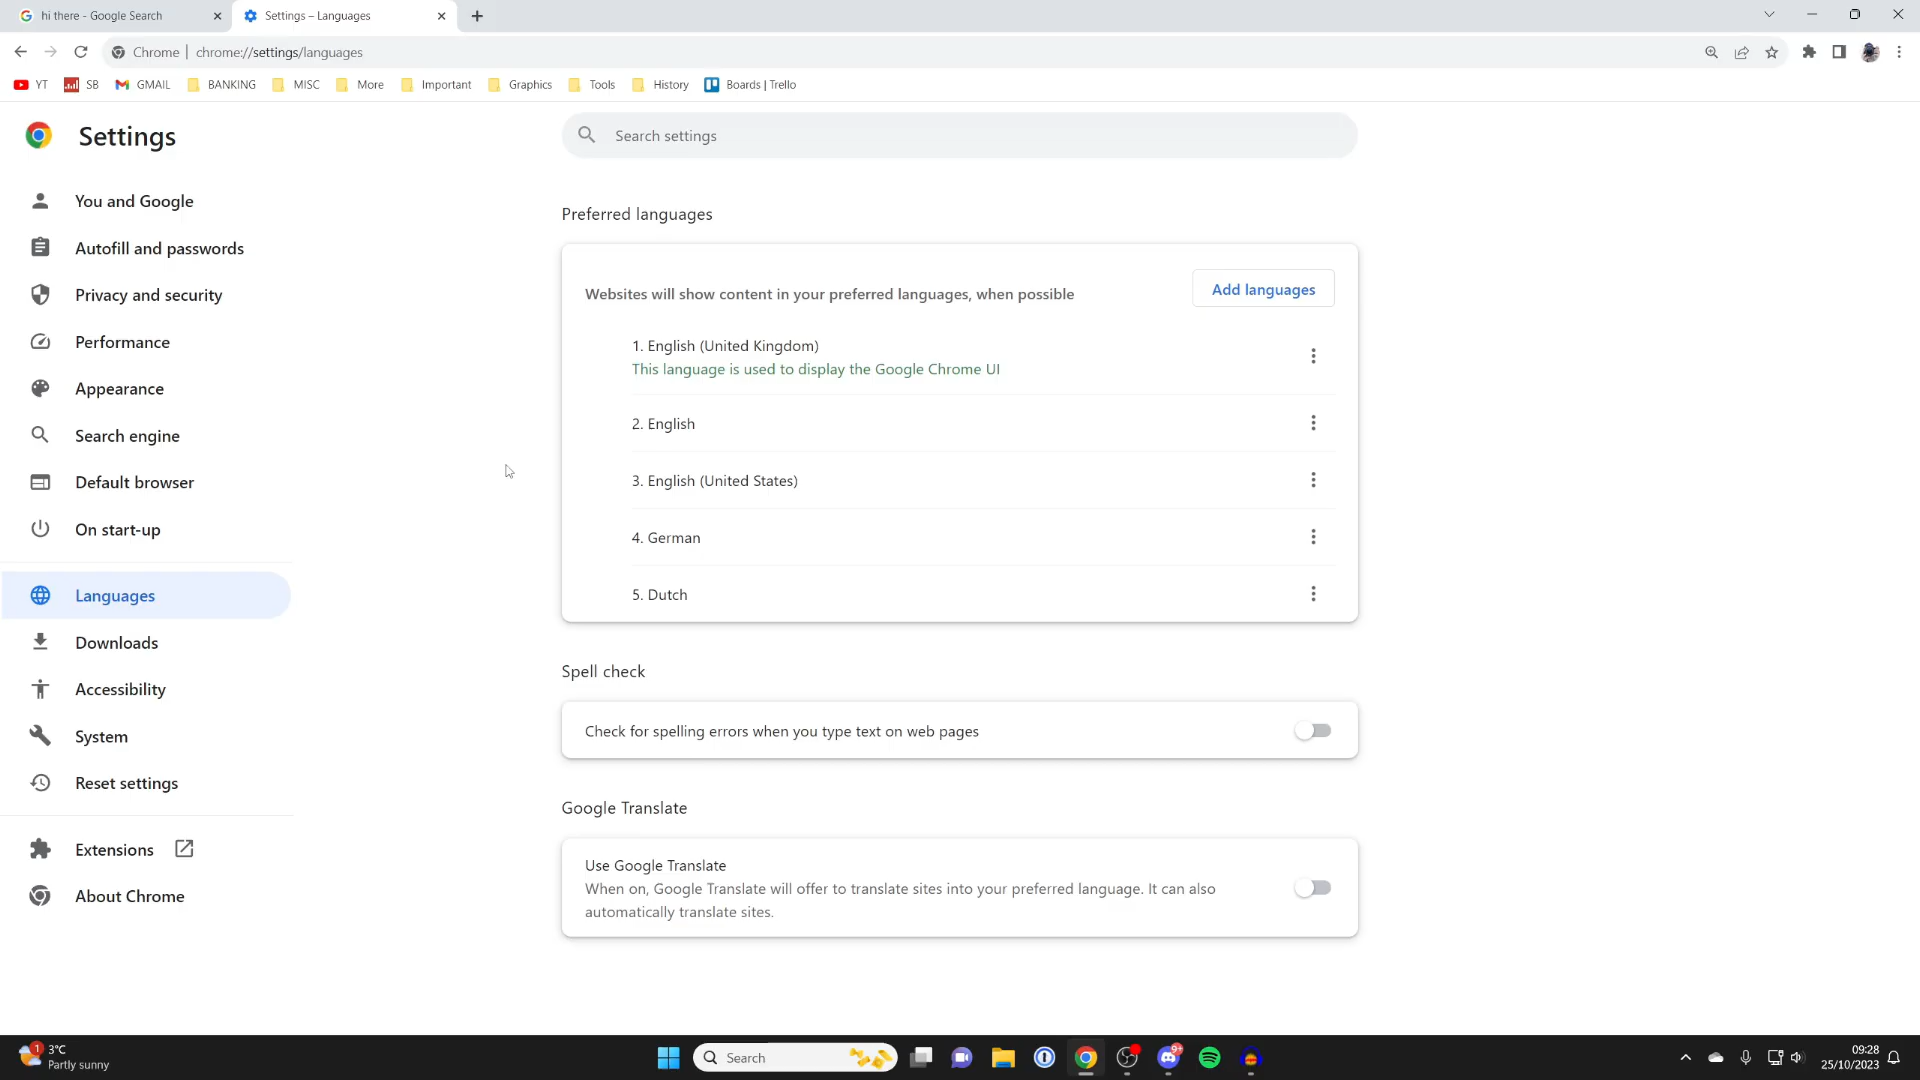 hi there - Google Search
Settings – Languages
Chrome | chrome://settings/languages
YT
SB
GMAIL
BANKING
MISC
More
Important
Graphics
Tools
History
Boards | Trello
Settings
Search settings
You and Google
Autofill and passwords
Privacy and security
Performance
Appearance
Search engine
Default browser
On start-up
Languages
Downloads
Accessibility
System
Reset settings
Extensions
About Chrome
Preferred languages
Websites will show content in your preferred languages, when possible
Add languages
1. English (United Kingdom)
This language is used to display the Google Chrome UI
2. English
3. English (United States)
4. German
5. Dutch
Spell check
Check for spelling errors when you type text on web pages
Google Translate
Use Google Translate
When on, Google Translate will offer to translate sites into your preferred language. It can also
automatically translate sites.
1
3°C
Partly sunny
Search
9+
09:28
25/10/2023